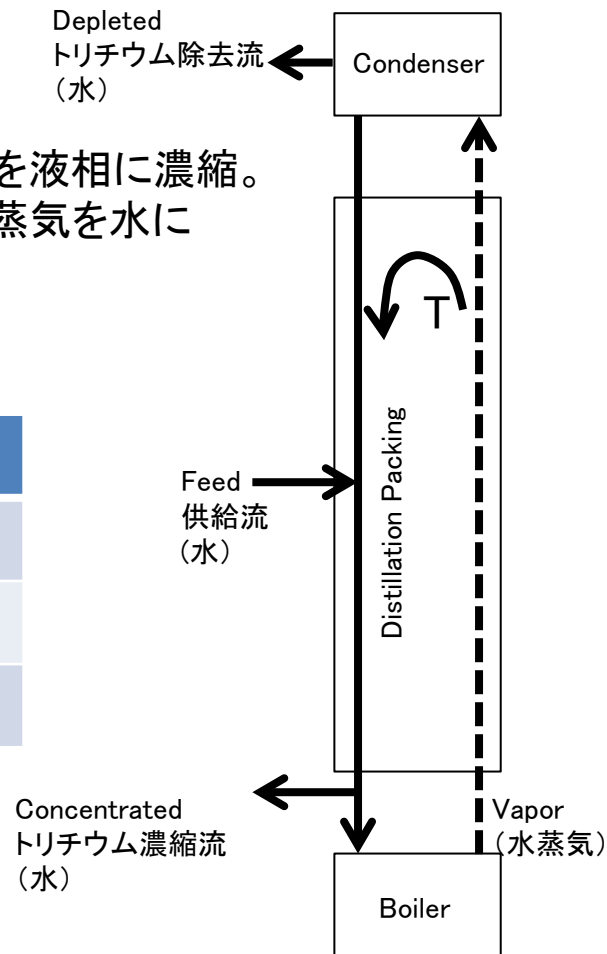 Depleted
トリチウム除去流
(水)
Condenser
を液相に濃縮。
蒸気を水に
T
Distillation Packing
Feed
供給流
(水)
Concentrated
トリチウム濃縮流
(水)
Vapor
(水蒸気)
Boiler